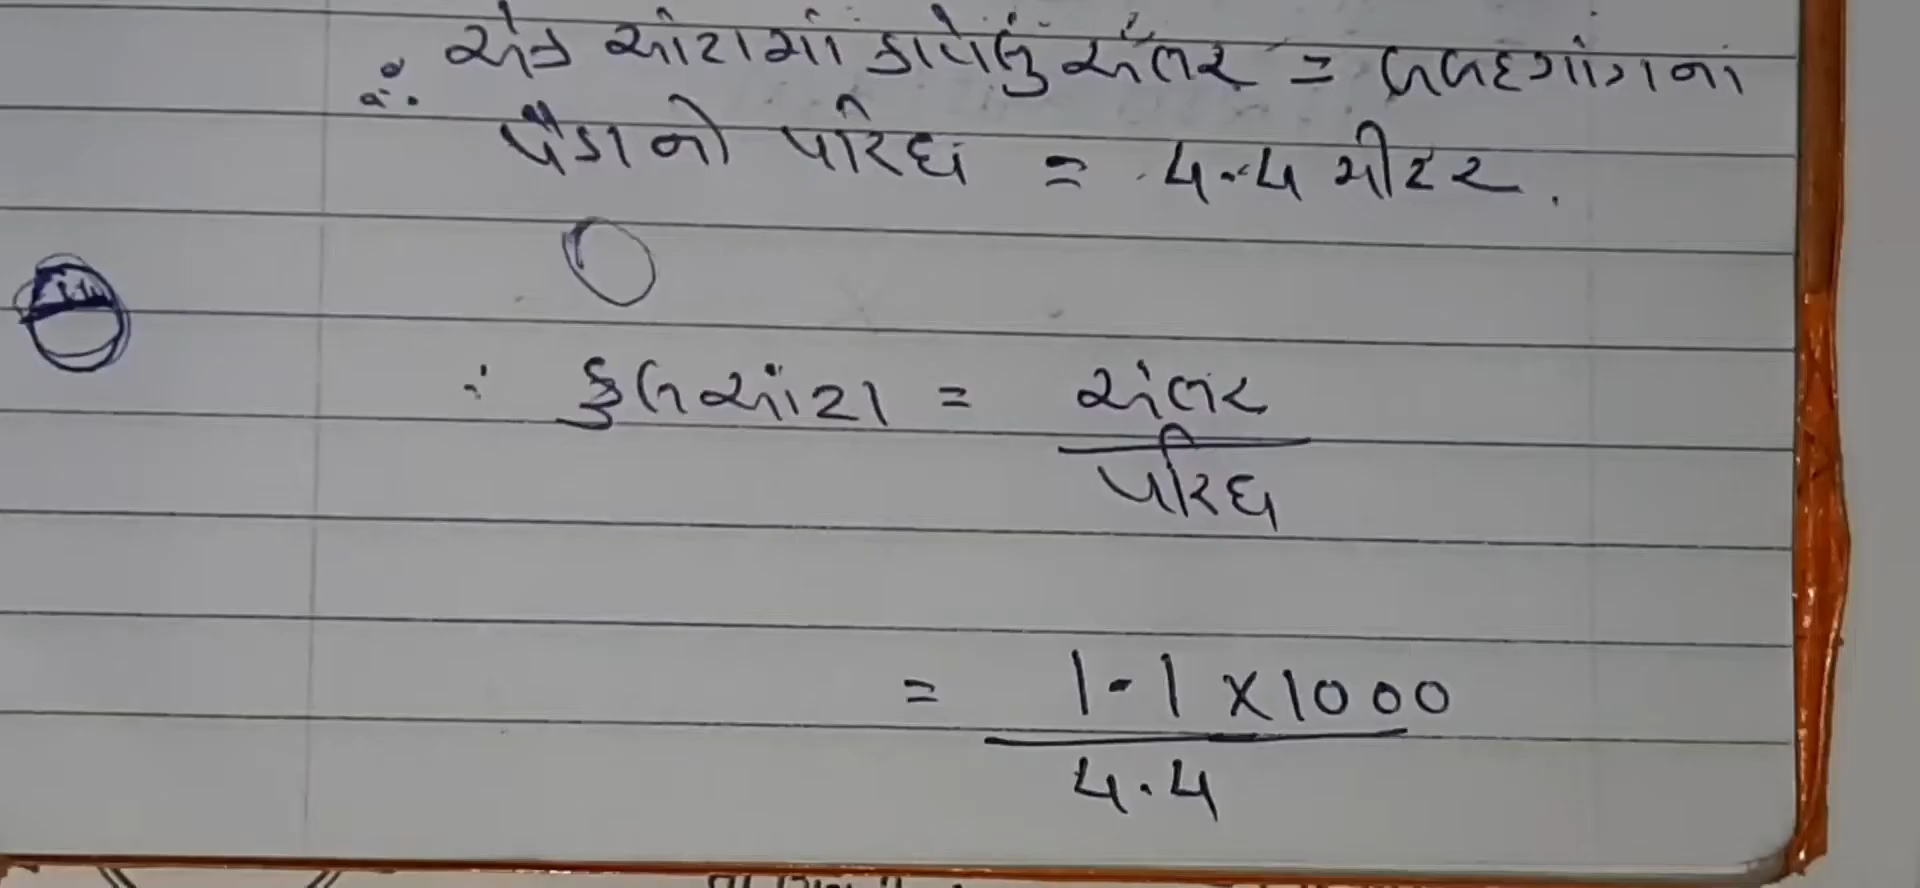 ∴ એક આંટામાં કાપેલું અંતર = બળદગાડાના
પૈડાનો પરિઘ = 4.4 મીટર.
∴ કુલ આંટા = અંતર
પરિઘ
= 1.1 × 1000
4.4